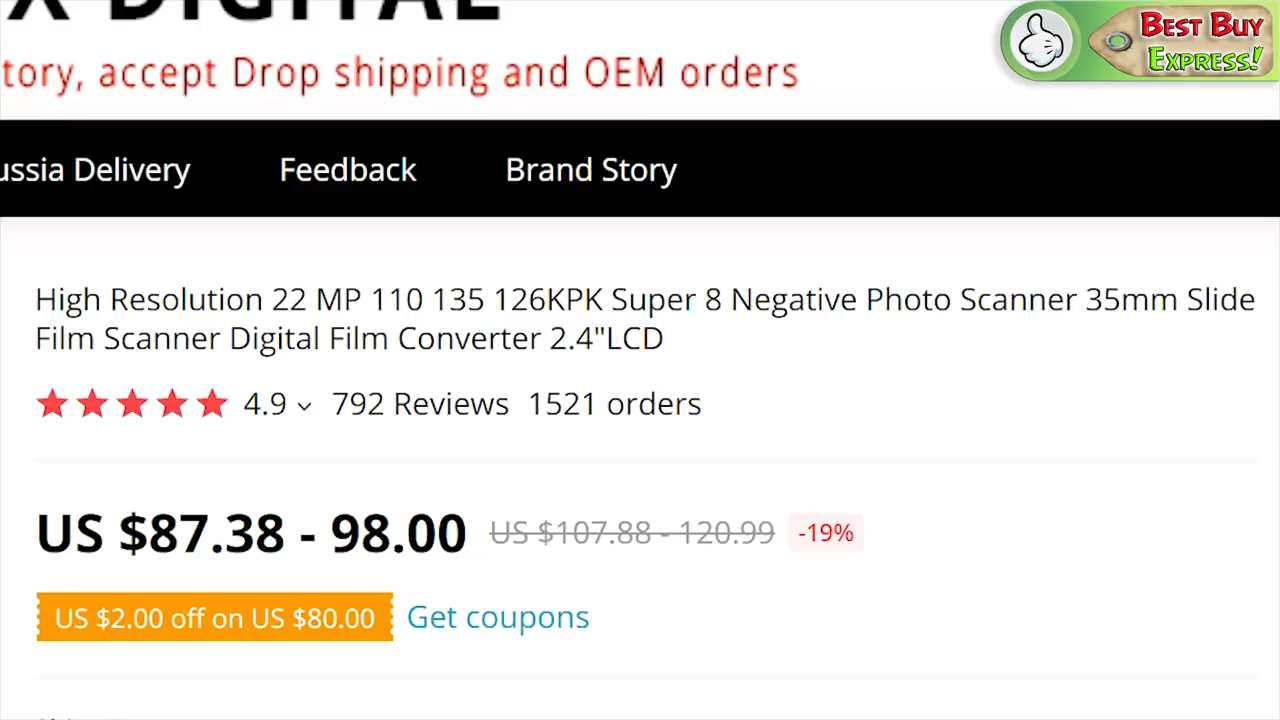 DIGITAL
tory, accept Drop shipping and OEM orders
BEST BUY
EXPRESS!
ussia Delivery Feedback Brand Story
High Resolution 22 MP 110 135 126KPK Super 8 Negative Photo Scanner 35mm Slide
Film Scanner Digital Film Converter 2.4"LCD
4.9 792 Reviews 1521 orders
US $87.38 - 98.00 US $107.88 - 120.99 -19%
US $2.00 off on US $80.00 Get coupons